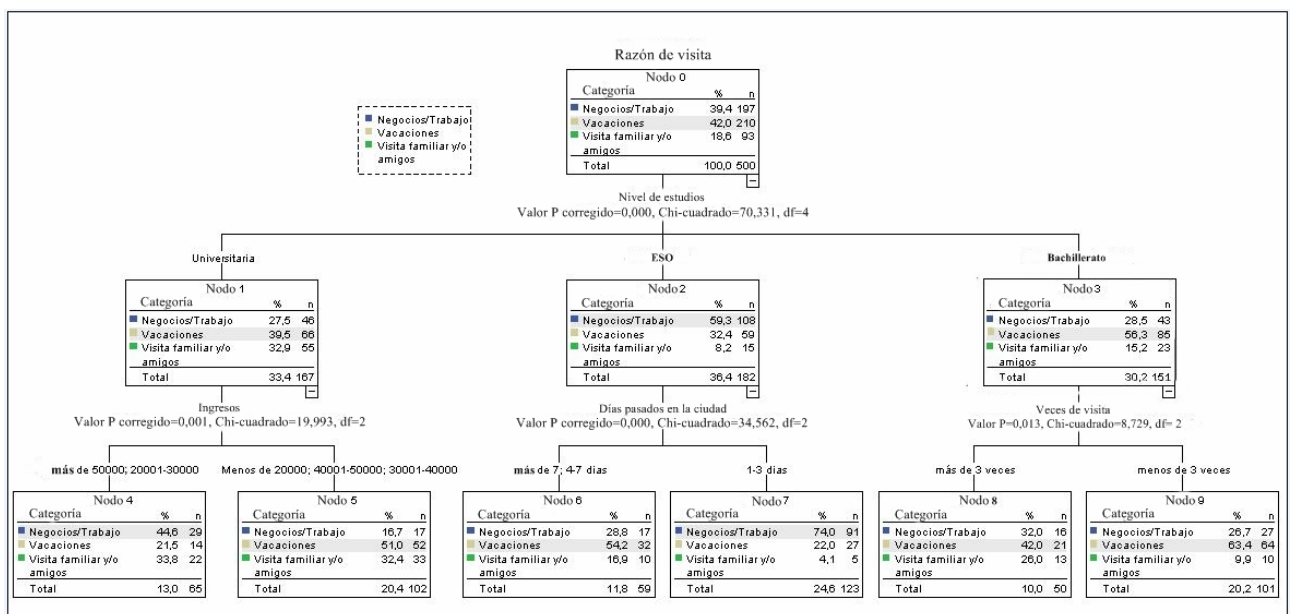 Razón de visita
Nodo 0
Categoría % n
Negocios/Trabajo 39,4 197
Vacaciones 42,0 210
Visita familiar y/o 18,6 93
amigos
Total 100,0 500
Negocios/Trabajo
Vacaciones
Visita familiar y/o
amigos
Nivel de estudios
Valor P corregido=0,000, Chi-cuadrado=70,331, df=4
Universitaria
ESO
Bachillerato
Nodo 1
Categoría % n
Negocios/Trabajo 27,5 46
Vacaciones 39,5 66
Visita familiar y/o 32,9 55
amigos
Total 33,4 167
Nodo 2
Categoría % n
Negocios/Trabajo 59,3 108
Vacaciones 32,4 59
Visita familiar y/o 8,2 15
amigos
Total 36,4 182
Nodo 3
Categoría % n
Negocios/Trabajo 28,5 43
Vacaciones 56,3 85
Visita familiar y/o 15,2 23
amigos
Total 30,2 151
Ingresos
Valor P corregido=0,001, Chi-cuadrado=19,993, df=2
Días pasados en la ciudad
Valor P corregido=0,000, Chi-cuadrado=34,562, df=2
Veces de visita
Valor P=0,013, Chi-cuadrado=8,729, df= 2
más de 50000; 20001-30000
Menos de 20000; 40001-50000; 30001-40000
más de 7; 4-7 dias
1-3 dias
más de 3 veces
menos de 3 veces
Nodo 4
Categoría % n
Negocios/Trabajo 44,6 29
Vacaciones 21,5 14
Visita familiar y/o 33,8 22
amigos
Total 13,0 65
Nodo 5
Categoría % n
Negocios/Trabajo 16,7 17
Vacaciones 51,0 52
Visita familiar y/o 32,4 33
amigos
Total 20,4 102
Nodo 6
Categoría % n
Negocios/Trabajo 28,8 17
Vacaciones 54,2 32
Visita familiar y/o 16,9 10
amigos
Total 11,8 59
Nodo 7
Categoría % n
Negocios/Trabajo 74,0 91
Vacaciones 22,0 27
Visita familiar y/o 4,1 5
amigos
Total 24,6 123
Nodo 8
Categoría % n
Negocios/Trabajo 32,0 16
Vacaciones 42,0 21
Visita familiar y/o 26,0 13
amigos
Total 10,0 50
Nodo 9
Categoría % n
Negocios/Trabajo 26,7 27
Vacaciones 63,4 64
Visita familiar y/o 9,9 10
amigos
Total 20,2 101